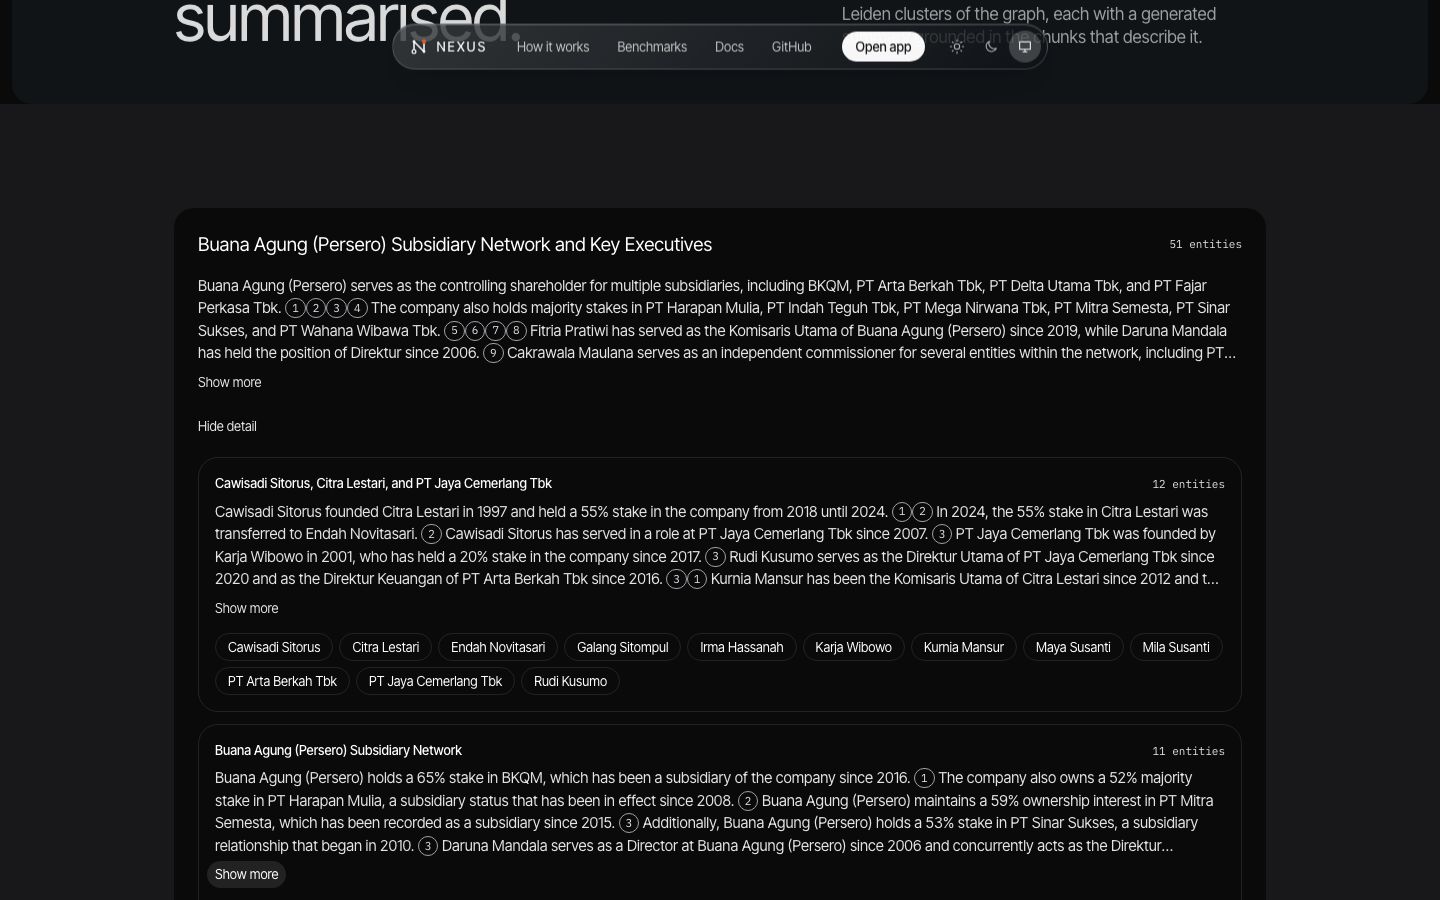 summarised.
Leiden clusters of the graph, each with a generated
rounded in the chunks that describe it.
NEXUS How it works Benchmarks Docs GitHub Open app
Buana Agung (Persero) Subsidiary Network and Key Executives 51 entities
Buana Agung (Persero) serves as the controlling shareholder for multiple subsidiaries, including BKQM, PT Arta Berkah Tbk, PT Delta Utama Tbk, and PT Fajar
Perkasa Tbk. 1 2 3 4 The company also holds majority stakes in PT Harapan Mulia, PT Indah Teguh Tbk, PT Mega Nirwana Tbk, PT Mitra Semesta, PT Sinar
Sukses, and PT Wahana Wibawa Tbk. 5 6 7 8 Fitria Pratiwi has served as the Komisaris Utama of Buana Agung (Persero) since 2019, while Daruna Mandala
has held the position of Direktur since 2006. 9 Cakrawala Maulana serves as an independent commissioner for several entities within the network, including PT…
Show more
Hide detail
Cawisadi Sitorus, Citra Lestari, and PT Jaya Cemerlang Tbk 12 entities
Cawisadi Sitorus founded Citra Lestari in 1997 and held a 55% stake in the company from 2018 until 2024. 1 2 In 2024, the 55% stake in Citra Lestari was
transferred to Endah Novitasari. 2 Cawisadi Sitorus has served in a role at PT Jaya Cemerlang Tbk since 2007. 3 PT Jaya Cemerlang Tbk was founded by
Karja Wibowo in 2001, who has held a 20% stake in the company since 2017. 3 Rudi Kusumo serves as the Direktur Utama of PT Jaya Cemerlang Tbk since
2020 and as the Direktur Keuangan of PT Arta Berkah Tbk since 2016. 3 1 Kurnia Mansur has been the Komisaris Utama of Citra Lestari since 2012 and t…
Show more
Cawisadi Sitorus Citra Lestari Endah Novitasari Galang Sitompul Irma Hassanah Karja Wibowo Kurnia Mansur Maya Susanti Mila Susanti
PT Arta Berkah Tbk PT Jaya Cemerlang Tbk Rudi Kusumo
Buana Agung (Persero) Subsidiary Network 11 entities
Buana Agung (Persero) holds a 65% stake in BKQM, which has been a subsidiary of the company since 2016. 1 The company also owns a 52% majority
stake in PT Harapan Mulia, a subsidiary status that has been in effect since 2008. 2 Buana Agung (Persero) maintains a 59% ownership interest in PT Mitra
Semesta, which has been recorded as a subsidiary since 2015. 3 Additionally, Buana Agung (Persero) holds a 53% stake in PT Sinar Sukses, a subsidiary
relationship that began in 2010. 3 Daruna Mandala serves as a Director at Buana Agung (Persero) since 2006 and concurrently acts as the Direktur…
Show more